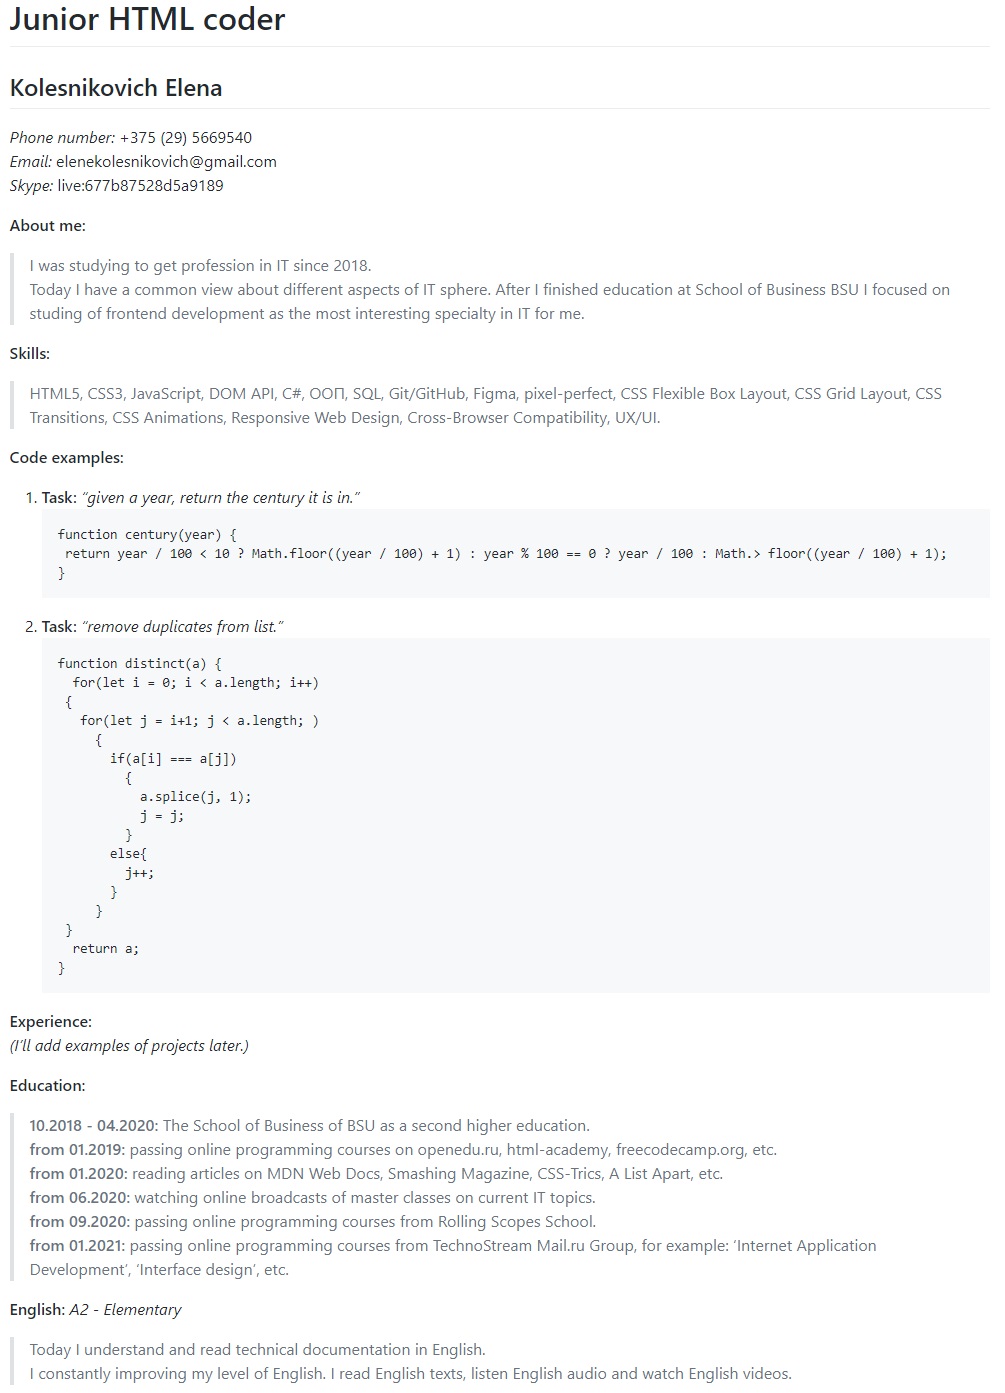 Junior HTML coder
Kolesnikovich Elena
Phone number: +375 (29) 5669540
Email: elenekolesnikovich@gmail.com
Skype: live:677b87528d5a9189
About me:
I was studying to get profession in IT since 2018.
Today I have a common view about different aspects of IT sphere. After I finished education at School of Business BSU I focused on
studing of frontend development as the most interesting specialty in IT for me.
Skills:
HTML5, CSS3, JavaScript, DOM API, C#, ООП, SQL, Git/GitHub, Figma, pixel-perfect, CSS Flexible Box Layout, CSS Grid Layout, CSS
Transitions, CSS Animations, Responsive Web Design, Cross-Browser Compatibility, UX/UI.
Code examples:
1. Task: “given a year, return the century it is in.”
function century(year) {
 return year / 100 < 10 ? Math.floor((year / 100) + 1) : year % 100 == 0 ? year / 100 : Math.> floor((year / 100) + 1);
}
2. Task: “remove duplicates from list.”
function distinct(a) {
  for(let i = 0; i < a.length; i++)
 {
   for(let j = i+1; j < a.length; )
     {
       if(a[i] === a[j])
         {
           a.splice(j, 1);
           j = j;
         }
       else{
         j++;
       }
     }
 }
  return a;
}
Experience:
(I’ll add examples of projects later.)
Education:
10.2018 - 04.2020: The School of Business of BSU as a second higher education.
from 01.2019: passing online programming courses on openedu.ru, html-academy, freecodecamp.org, etc.
from 01.2020: reading articles on MDN Web Docs, Smashing Magazine, CSS-Trics, A List Apart, etc.
from 06.2020: watching online broadcasts of master classes on current IT topics.
from 09.2020: passing online programming courses from Rolling Scopes School.
from 01.2021: passing online programming courses from TechnoStream Mail.ru Group, for example: ‘Internet Application
Development’, ‘Interface design’, etc.
English: A2 - Elementary
Today I understand and read technical documentation in English.
I constantly improving my level of English. I read English texts, listen English audio and watch English videos.